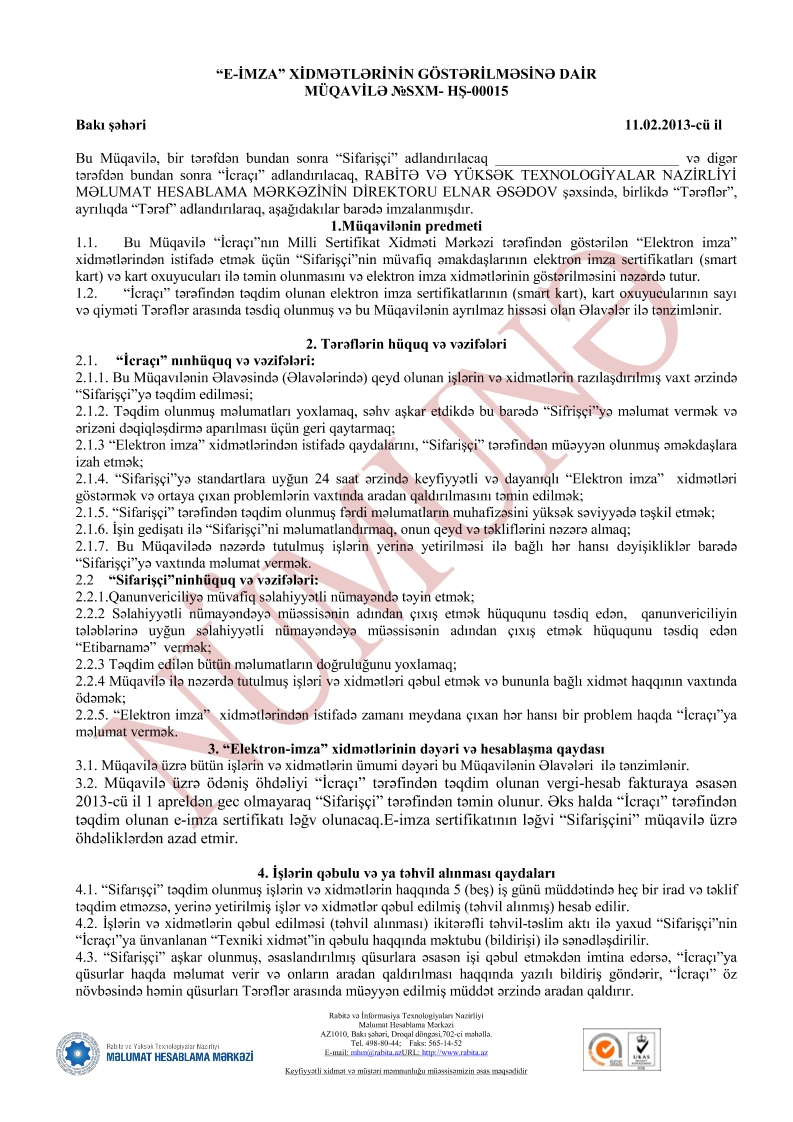 “E-İMZA” XİDMƏTLƏRİNİN GÖSTƏRİLMƏSİNƏ DAİR
MÜQAVİLƏ №SXM- HŞ-00015
Bakı şəhəri 11.02.2013-cü il
Bu Müqavilə, bir tərəfdən bundan sonra “Sifarişçi” adlandırılacaq _________________________ və digər
tərəfdən bundan sonra “İcraçı” adlandırılacaq, RABİTƏ VƏ YÜKSƏK TEXNOLOGİYALAR NAZİRLİYİ
MƏLUMAT HESABLAMA MƏRKƏZİNİN DİREKTORU ELNAR ƏSƏDOV şəxsində, birlikdə “Tərəflər”,
ayrılıqda “Tərəf” adlandırılaraq, aşağıdakılar barədə imzalanmışdır.
1.Müqavilənin predmeti
1.1. Bu Müqavilə “İcraçı”nın Milli Sertifikat Xidməti Mərkəzi tərəfindən göstərilən “Elektron imza”
xidmətlərindən istifadə etmək üçün “Sifarişçi”nin müvafiq əmakdaşlarının elektron imza sertifikatları (smart
kart) və kart oxuyucuları ilə təmin olunmasını və elektron imza xidmətlərinin göstərilməsini nəzərdə tutur.
1.2. “İcraçı” tərəfindən təqdim olunan elektron imza sertifikatlarının (smart kart), kart oxuyucularının sayı
və qiyməti Tərəflər arasında təsdiq olunmuş və bu Müqavilənin ayrılmaz hissəsi olan Əlavələr ilə tənzimlənir.
2. Tərəflərin hüquq və vəzifələri
2.1. “İcraçı” nınhüquq və vəzifələri:
2.1.1. Bu Müqavılənin Əlavəsində (Əlavələrində) qeyd olunan işlərin və xidmətlərin razılaşdırılmış vaxt ərzində
“Sifarişçi”yə təqdim edilməsi;
2.1.2. Təqdim olunmuş məlumatları yoxlamaq, səhv aşkar etdikdə bu barədə “Sifrişçi”yə məlumat vermək və
ərizəni dəqiqləşdirmə aparılması üçün geri qaytarmaq;
2.1.3 “Elektron imza” xidmətlərindən istifadə qaydalarını, “Sifarişçi” tərəfindən müəyyən olunmuş əməkdaşlara
izah etmək;
2.1.4. “Sifarişçi”yə standartlara uyğun 24 saat ərzində keyfiyyətli və dayanıqlı “Elektron imza” xidmətləri
göstərmək və ortaya çıxan problemlərin vaxtında aradan qaldırılmasını təmin edilmək;
2.1.5. “Sifarişçi” tərəfindən təqdim olunmuş fərdi məlumatların muhafizəsini yüksək səviyyədə təşkil etmək;
2.1.6. İşin gedişatı ilə “Sifarişçi”ni məlumatlandırmaq, onun qeyd və təkliflərini nəzərə almaq;
2.1.7. Bu Müqavilədə nəzərdə tutulmuş işlərin yerinə yetirilməsi ilə bağlı hər hansı dəyişikliklər barədə
“Sifarişçi”yə vaxtında məlumat vermək.
2.2 “Sifarişçi”ninhüquq və vəzifələri:
2.2.1.Qanunvericiliyə müvafiq səlahiyyətli nümayəndə təyin etmək;
2.2.2 Səlahiyyətli nümayəndəyə müəssisənin adından çıxış etmək hüququnu təsdiq edən, qanunvericiliyin
tələblərinə uyğun səlahiyyətli nümayəndəyə müəssisənin adından çıxış etmək hüququnu təsdiq edən
“Etibarnamə” vermək;
2.2.3 Təqdim edilən bütün məlumatların doğruluğunu yoxlamaq;
2.2.4 Müqavilə ilə nəzərdə tutulmuş işləri və xidmətləri qəbul etmək və bununla bağlı xidmət haqqının vaxtında
ödəmək;
2.2.5. “Elektron imza” xidmətlərindən istifadə zamanı meydana çıxan hər hansı bir problem haqda “İcraçı”ya
məlumat vermək.
3. “Elektron-imza” xidmətlərinin dəyəri və hesablaşma qaydası
3.1. Müqavilə üzrə bütün işlərin və xidmətlərin ümumi dəyəri bu Müqavilənin Əlavələri ilə tənzimlənir.
3.2. Müqavilə üzrə ödəniş öhdəliyi “İcraçı” tərəfindən təqdim olunan vergi-hesab fakturaya əsasən
2013-cü il 1 apreldən gec olmayaraq “Sifarişçi” tərəfindən təmin olunur. Əks halda “İcraçı” tərəfindən
təqdim olunan e-imza sertifikatı ləğv olunacaq.E-imza sertifikatının ləğvi “Sifarişçini” müqavilə üzrə
öhdəliklərdən azad etmir.
4. İşlərin qəbulu və ya təhvil alınması qaydaları
4.1. “Sifarışçi” təqdim olunmuş işlərin və xidmətlərin haqqında 5 (beş) iş günü müddətində heç bir irad və təklif
təqdim etməzsə, yerinə yetirilmiş işlər və xidmətlər qəbul edilmiş (təhvil alınmış) hesab edilir.
4.2. İşlərin və xidmətlərin qəbul edilməsi (təhvil alınması) ikitərəfli təhvil-təslim aktı ilə yaxud “Sifarişçi”nin
“İcraçı”ya ünvanlanan “Texniki xidmət”in qəbulu haqqında məktubu (bildirişi) ilə sənədləşdirilir.
4.3. “Sifarişçi” aşkar olunmuş, əsaslandırılmış qüsurlara əsasən işi qəbul etməkdən imtina edərsə, “İcraçı”ya
qüsurlar haqda məlumat verir və onların aradan qaldırılması haqqında yazılı bildiriş göndərir, “İcraçı” öz
növbəsində həmin qüsurları Tərəflər arasında müəyyən edilmiş müddət ərzində aradan qaldırır.
NÜMUNƏ
Rabitə və İnformasiya Texnologiyaları Nazirliyi
Məlumat Hesablama Mərkəzi
AZ1010, Bakı şəhəri, Droqal döngəsi,702-ci məhəllə.
Tel. 498-80-44; Faks: 565-14-52
E-mail: mhm@rabita.azURL: http://www.rabita.az
Keyfiyyətli xidmət və müştəri məmnunluğu müəssisəmizin əsas məqsədidir
Rabitə və Yüksək Texnologiyalar Nazirliyi
MƏLUMAT HESABLAMA MƏRKƏZİ
SGS
UKAS